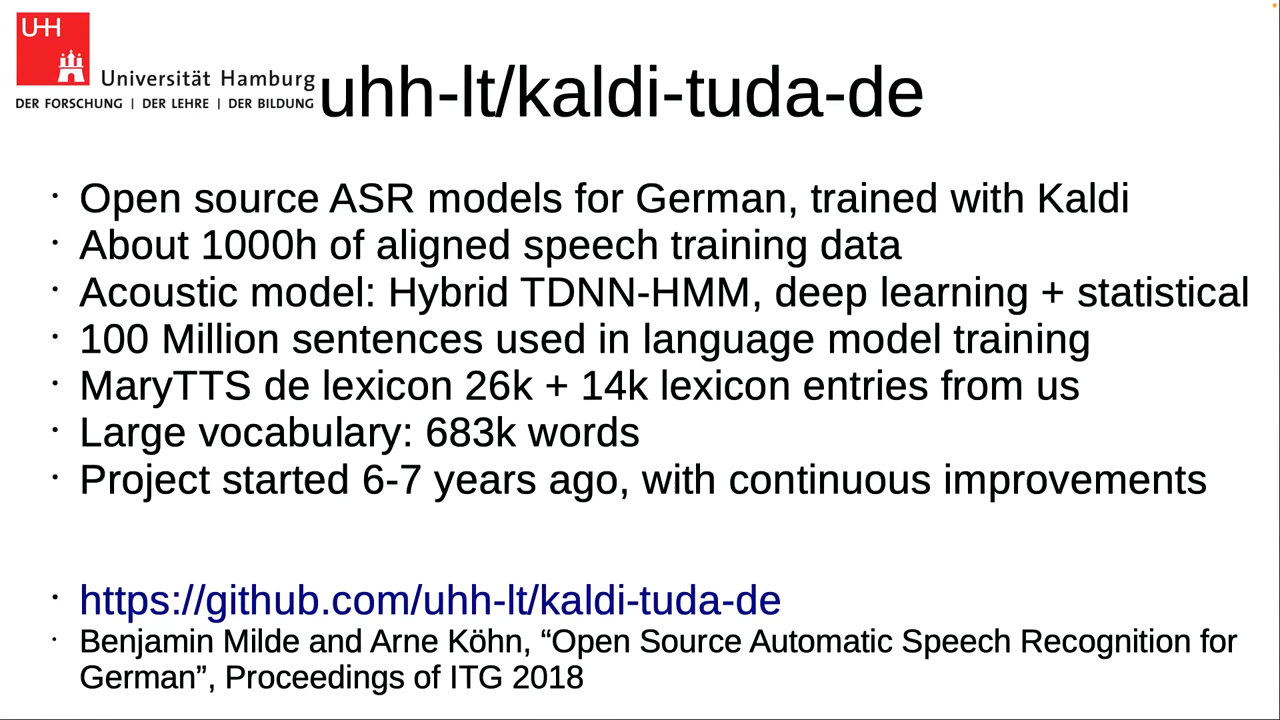 UHH
Universität Hamburg
DER FORSCHUNG | DER LEHRE | DER BILDUNG
uhh-lt/kaldi-tuda-de
• Open source ASR models for German, trained with Kaldi
• About 1000h of aligned speech training data
• Acoustic model: Hybrid TDNN-HMM, deep learning + statistical
• 100 Million sentences used in language model training
• MaryTTS de lexicon 26k + 14k lexicon entries from us
• Large vocabulary: 683k words
• Project started 6-7 years ago, with continuous improvements
• https://github.com/uhh-lt/kaldi-tuda-de
• Benjamin Milde and Arne Köhn, “Open Source Automatic Speech Recognition for
German”, Proceedings of ITG 2018